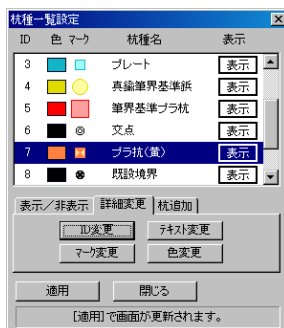 杭種一覧設定
ID 色 マーク 杭種名 表示
3 プレート 表示
4 真鍮筆界基準鋲 表示
5 筆界基準プラ杭 表示
6 交点 表示
7 プラ杭(黄) 表示
8 既設境界 表示
表示/非表示 詳細変更 杭追加
ID変更 テキスト変更
マーク変更 色変更
適用 閉じる
[適用]で画面が更新されます。